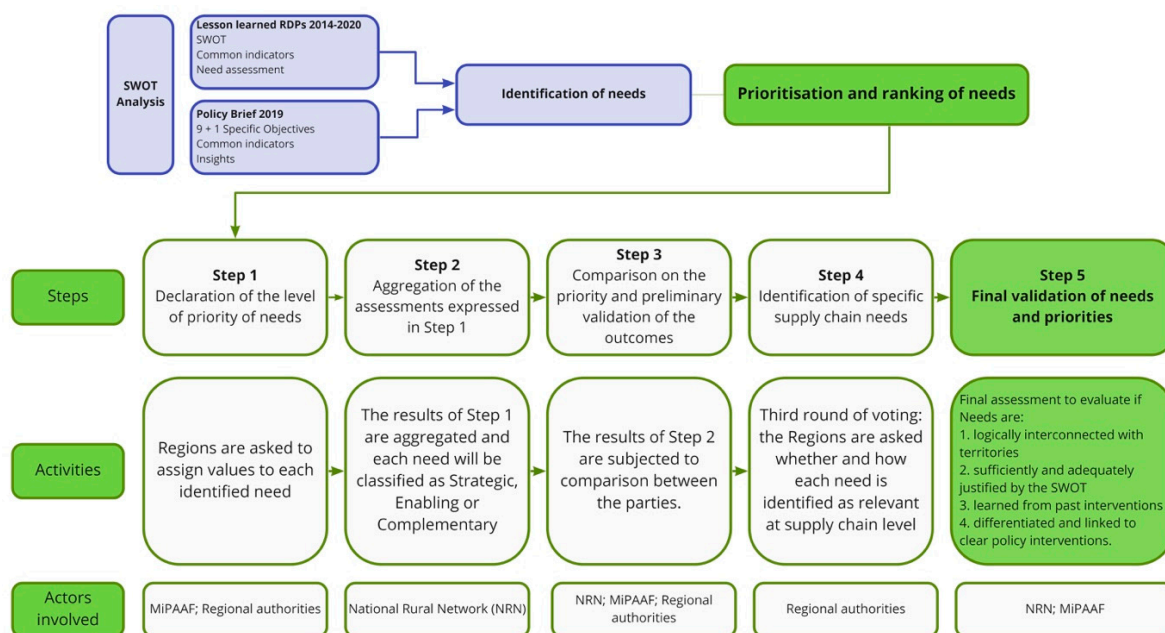 SWOT
Analysis
Lesson learned RDPs 2014-2020
SWOT
Common indicators
Need assessment
Policy Brief 2019
9 + 1 Specific Objectives
Common indicators
Insights
Identification of needs
Prioritisation and ranking of needs
Steps
Step 1
Declaration of the level
of priority of needs
Step 2
Aggregation of the
assessments expressed
in Step 1
Step 3
Comparison on the
priority and preliminary
validation of the
outcomes
Step 4
Identification of specific
supply chain needs
Step 5
Final validation of needs
and priorities
Activities
Regions are asked to
assign values to each
identified need
The results of Step 1
are aggregated and
each need will be
classified as Strategic,
Enabling or
Complementary
The results of Step 2
are subjected to
comparison between
the parties.
Third round of voting:
the Regions are asked
whether and how
each need is
identified as relevant
at supply chain level
Final assessment to evaluate if
Needs are:
1. logically interconnected with
territories
2. sufficiently and adequately
justified by the SWOT
3. learned from past interventions
4. differentiated and linked to
clear policy interventions.
Actors
involved
MiPAAF; Regional authorities
National Rural Network (NRN)
NRN; MiPAAF; Regional
authorities
Regional authorities
NRN; MiPAAF